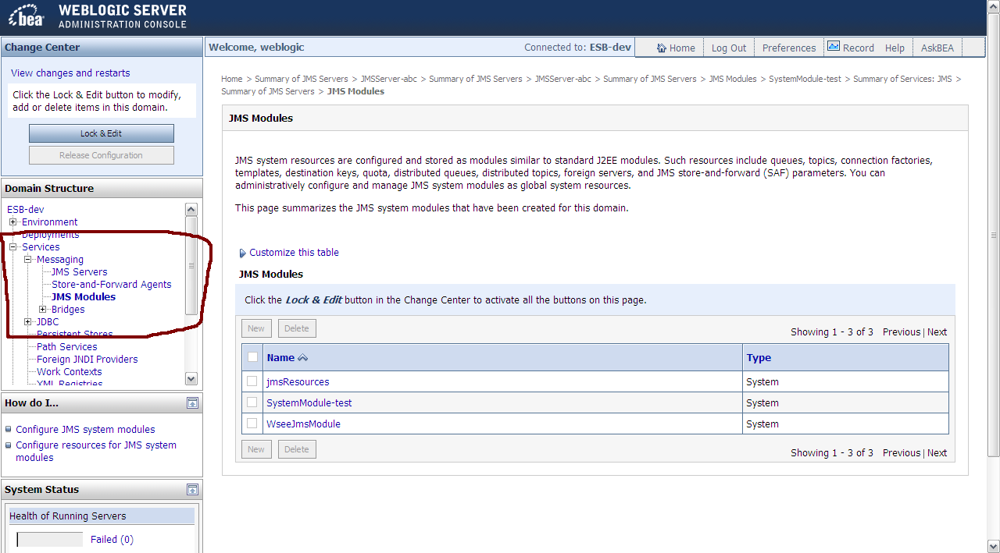 bea
WEBLOGIC SERVER
ADMINISTRATION CONSOLE
Change Center
View changes and restarts
Click the Lock & Edit button to modify,
add or delete items in this domain.
Lock & Edit
Release Configuration
Domain Structure
ESB-dev
Environment
Deployments
Services
Messaging
JMS Servers
Store-and-Forward Agents
JMS Modules
Bridges
JDBC
Persistent Stores
Path Services
Foreign JNDI Providers
Work Contexts
XML Registries
How do I...
Configure JMS system modules
Configure resources for JMS system
modules
System Status
Health of Running Servers
Failed (0)
Welcome, weblogic
Connected to: ESB-dev
Home
Log Out
Preferences
Record
Help
AskBEA
Home > Summary of JMS Servers > JMSServer-abc > Summary of JMS Servers > JMSServer-abc > Summary of JMS Servers > JMS Modules > SystemModule-test > Summary of Services: JMS >
Summary of JMS Servers > JMS Modules
JMS Modules
JMS system resources are configured and stored as modules similar to standard J2EE modules. Such resources include queues, topics, connection factories,
templates, destination keys, quota, distributed queues, distributed topics, foreign servers, and JMS store-and-forward (SAF) parameters. You can
administratively configure and manage JMS system modules as global system resources.
This page summarizes the JMS system modules that have been created for this domain.
Customize this table
JMS Modules
Click the Lock & Edit button in the Change Center to activate all the buttons on this page.
New Delete
Showing 1 - 3 of 3 Previous | Next
Name Type
jmsResources System
SystemModule-test System
WseeJmsModule System
New Delete
Showing 1 - 3 of 3 Previous | Next